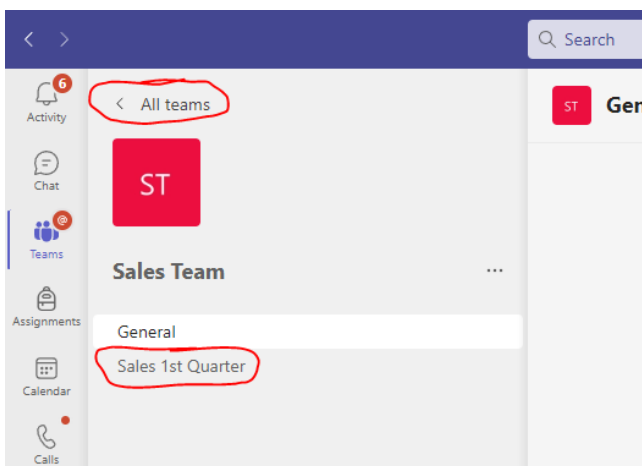 Search
6
Activity
All teams
ST
Gen
Chat
ST
@
Teams
Sales Team
...
Assignments
General
Sales 1st Quarter
Calendar
Calls